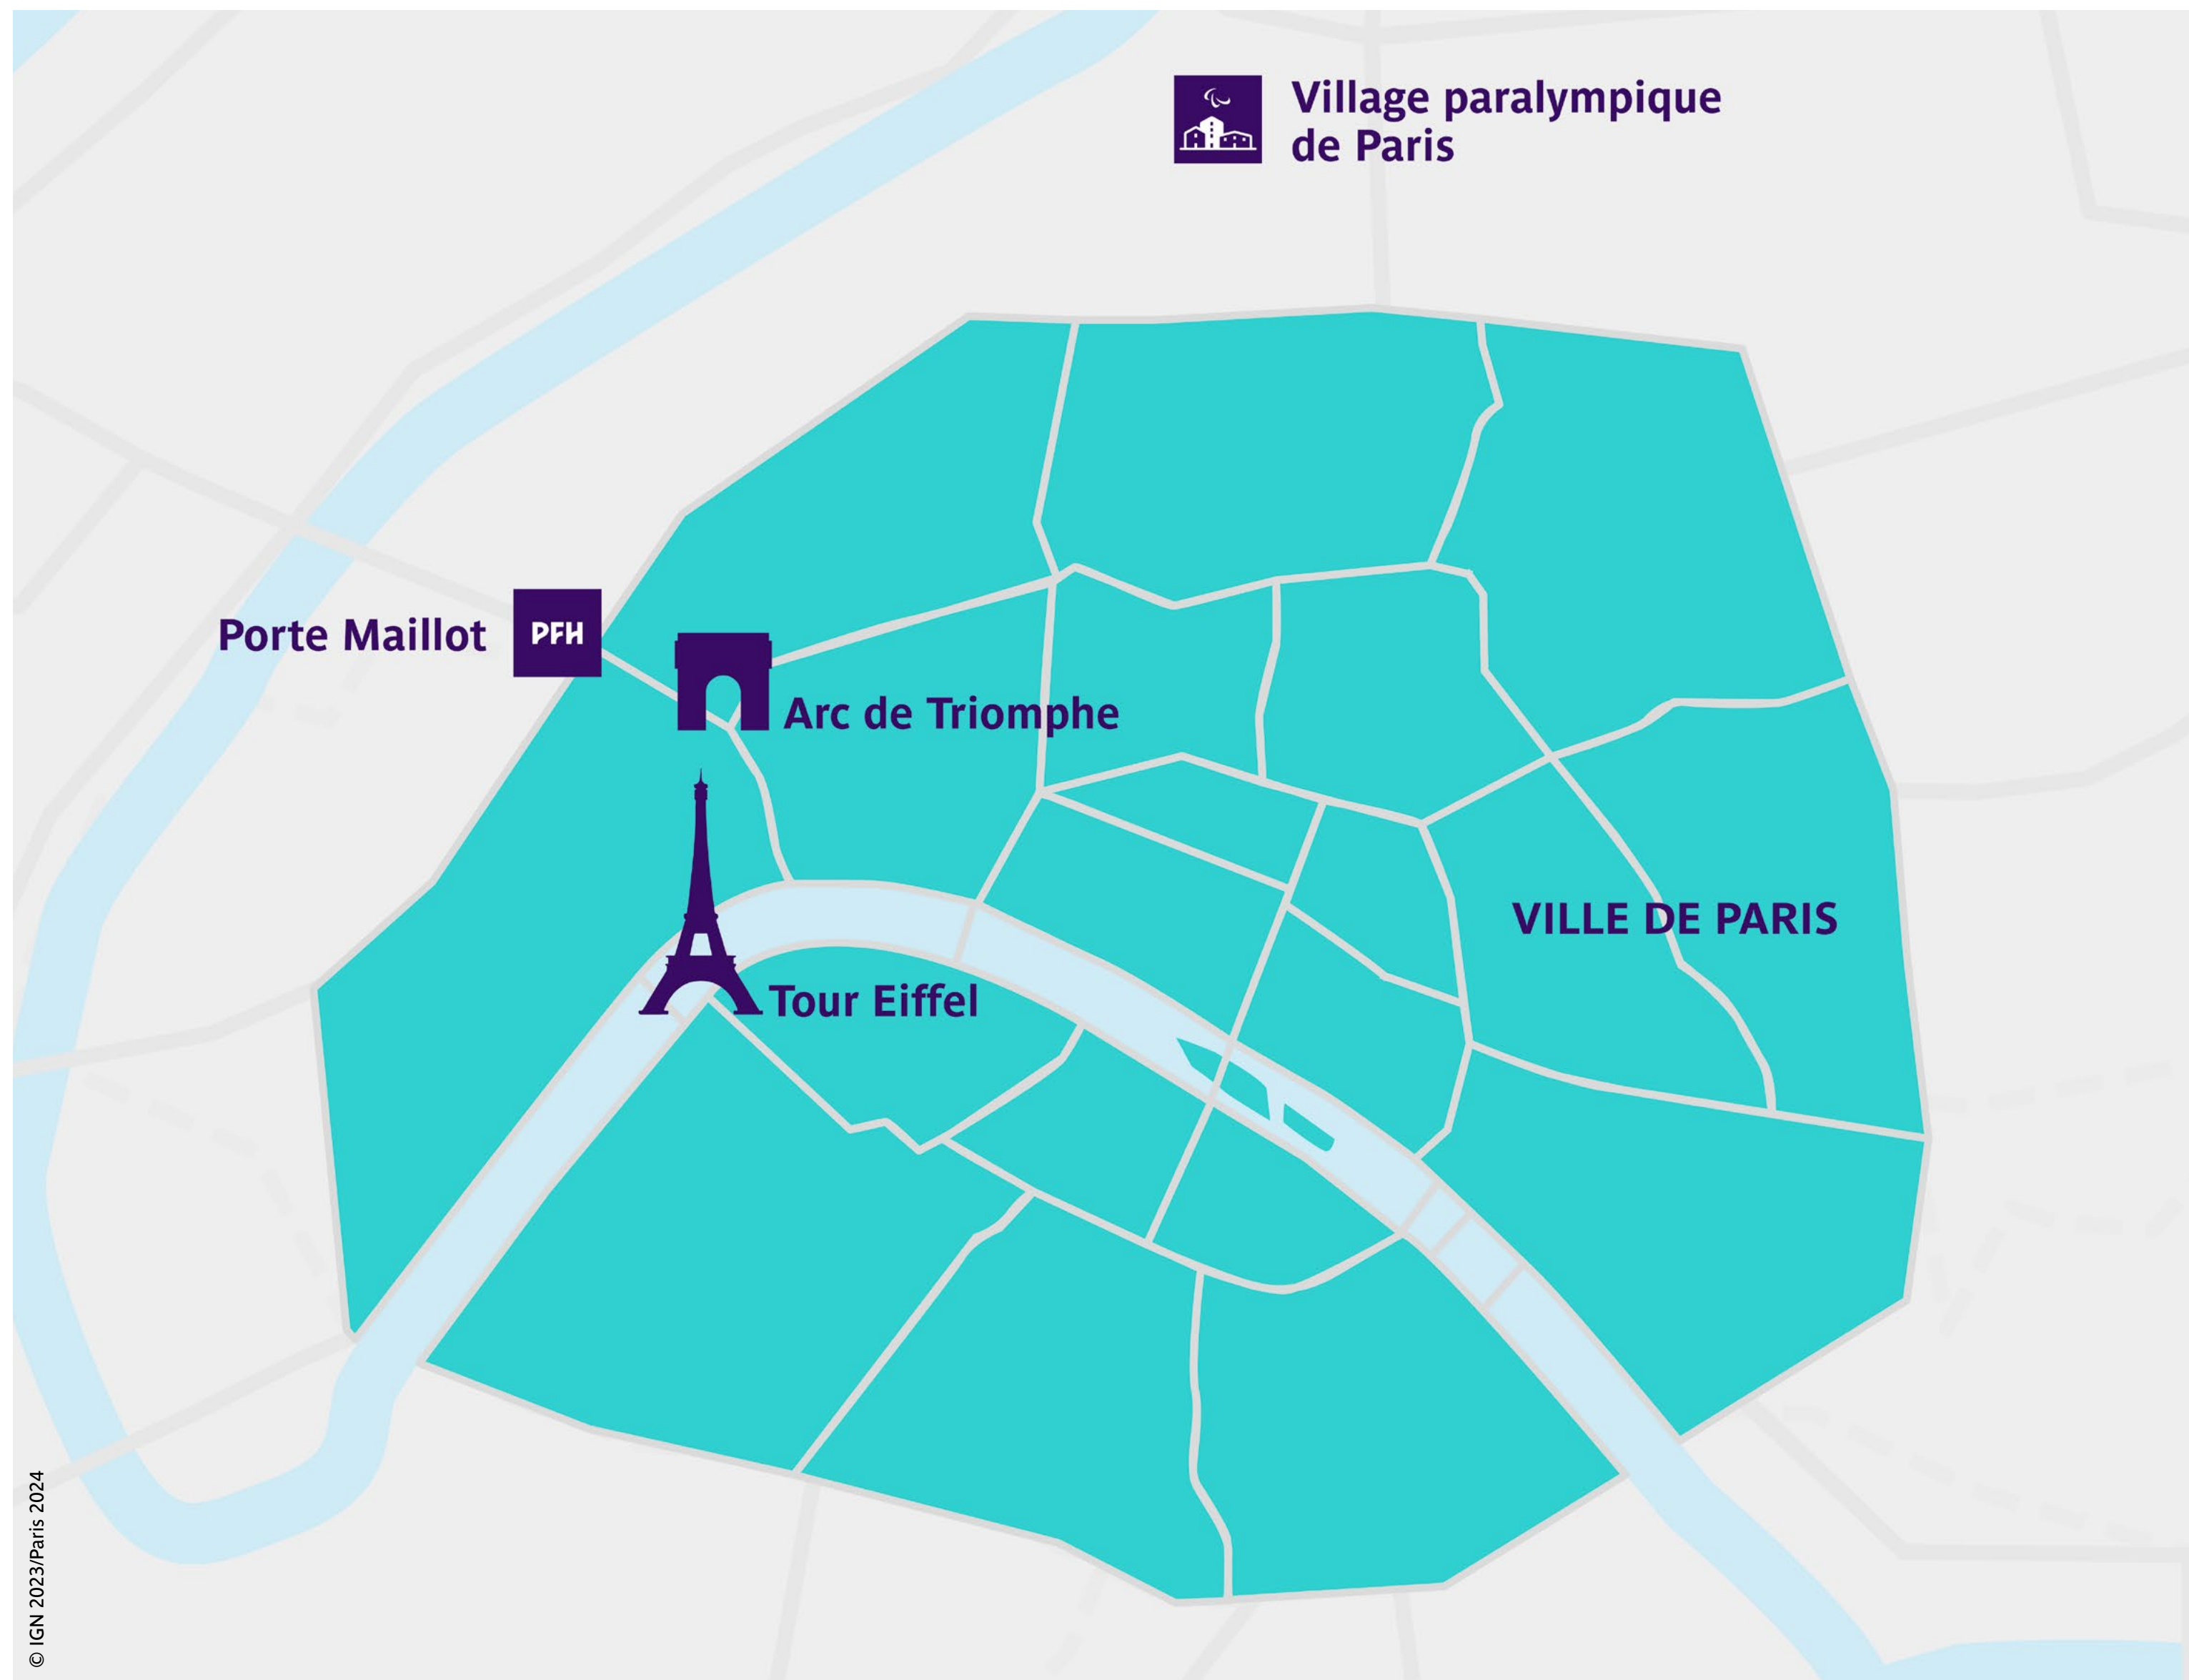 Village paralympique
de Paris
Porte Maillot
PFH
Arc de Triomphe
VILLE DE PARIS
Tour Eiffel
© IGN 2023/Paris 2024